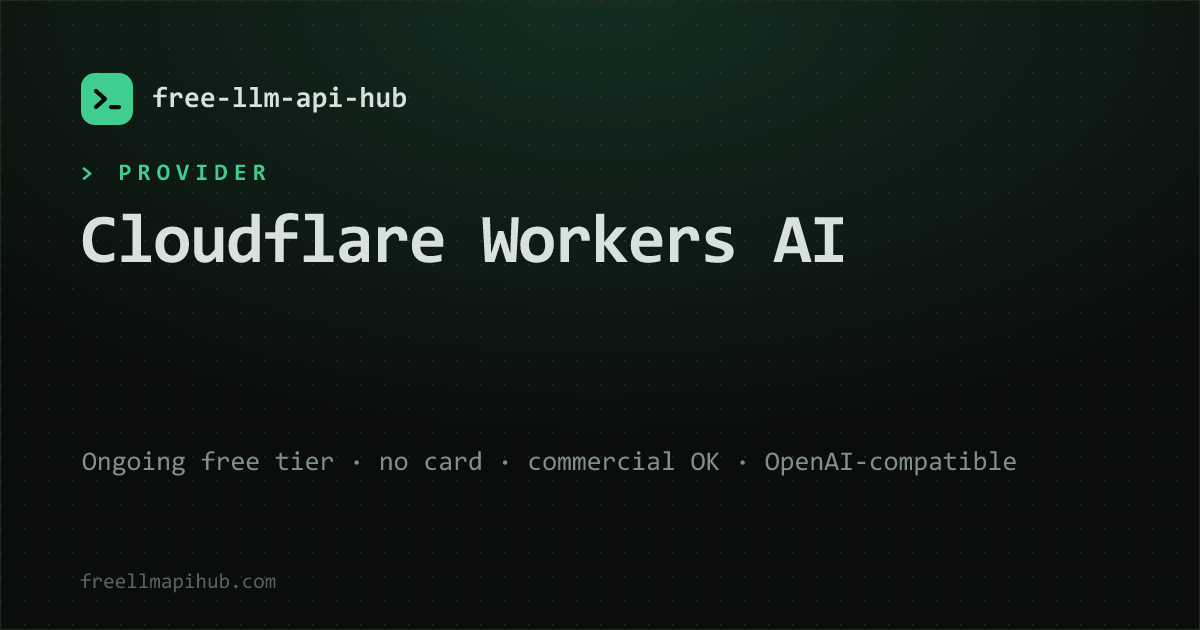 free-llm-api-hub
> PROVIDER
Cloudflare Workers AI
Ongoing free tier · no card · commercial OK · OpenAI-compatible
freellmapihub.com